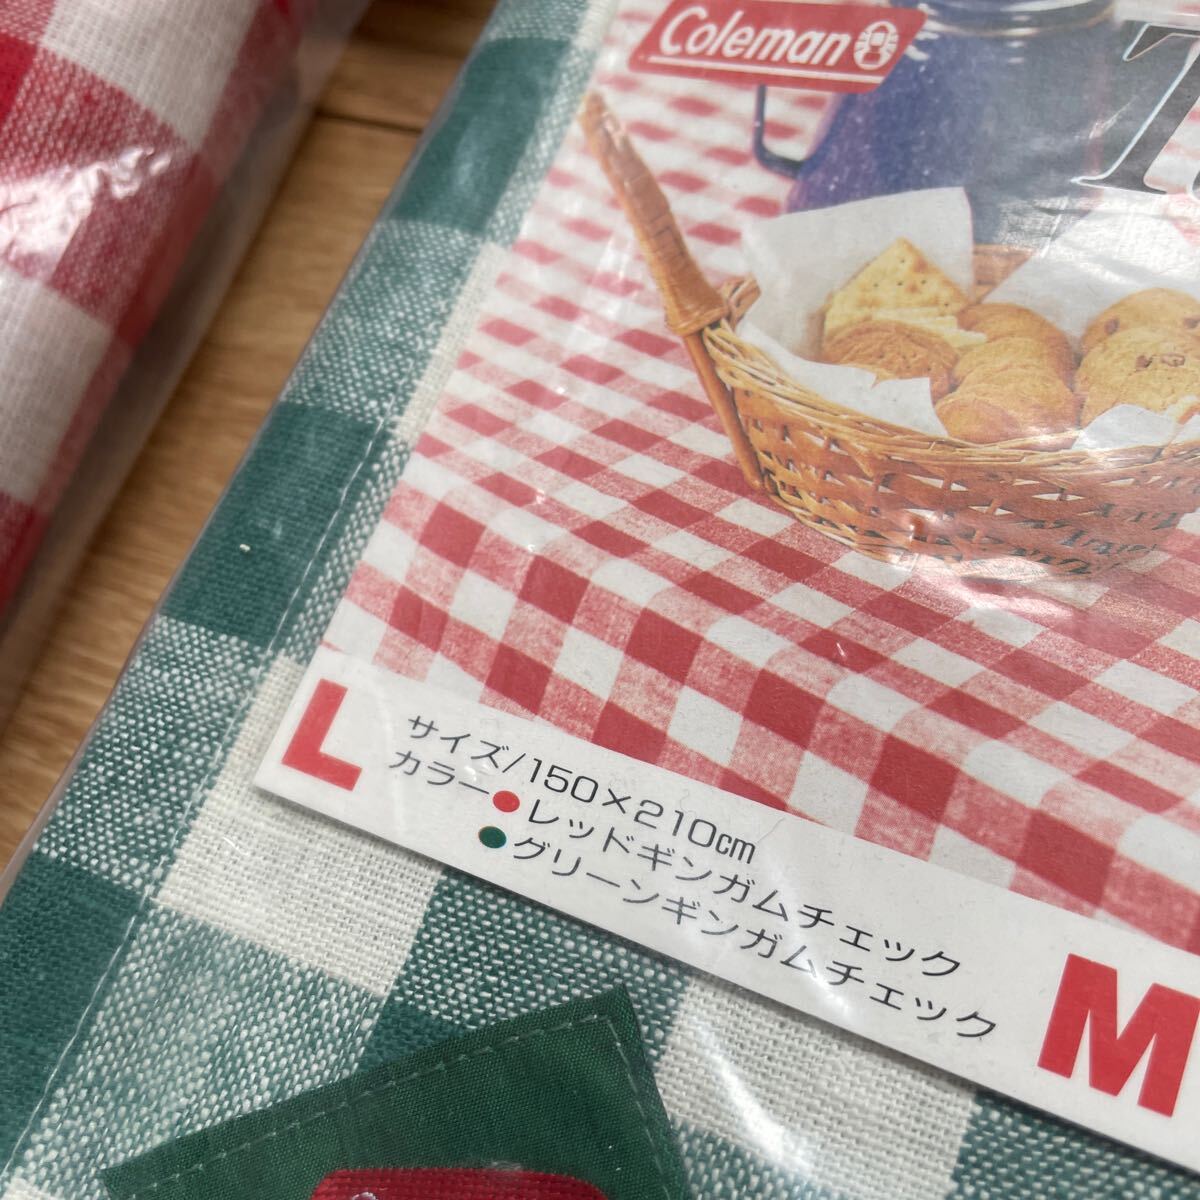 Coleman
L
サイズ/150×210cm
カラー●レッドギンガムチェック
●グリーンギンガムチェック
M